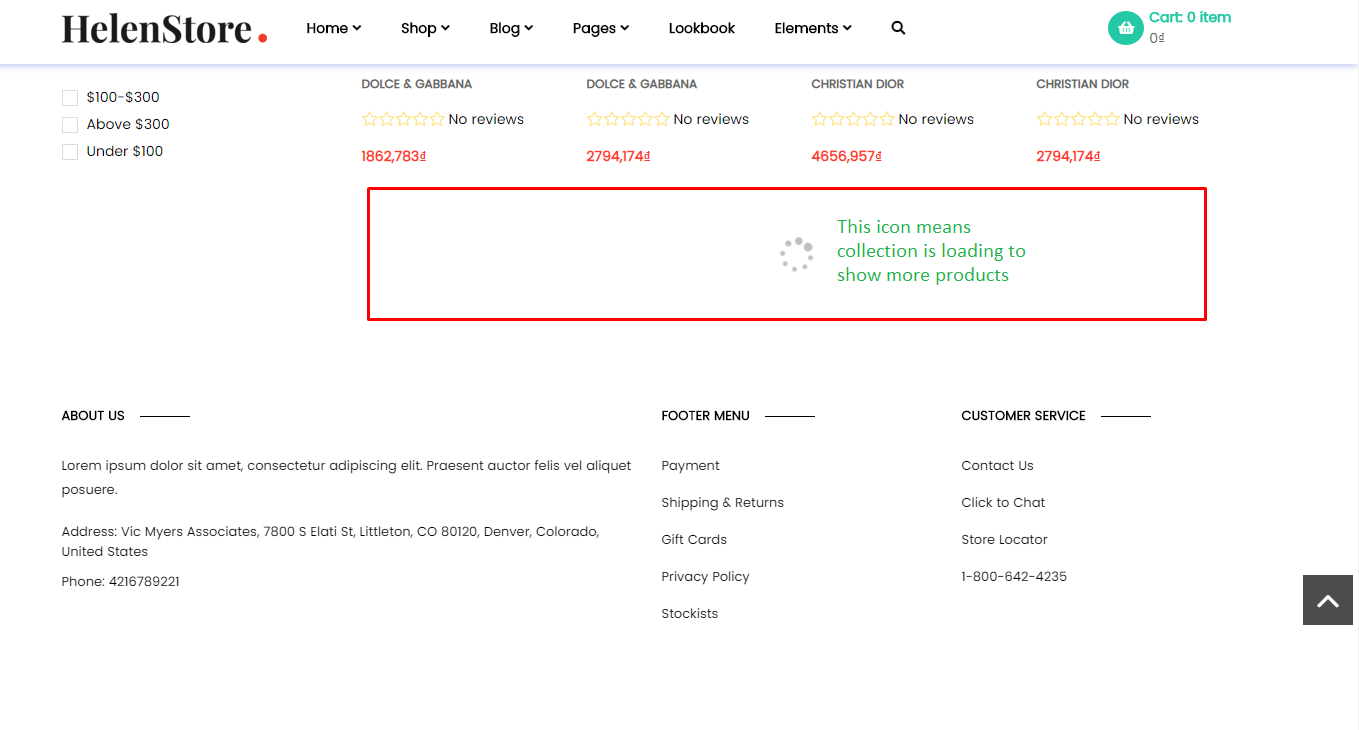 HelenStore.
Home Shop Blog Pages Lookbook Elements
Cart: 0 item
0₫
$100-$300
Above $300
Under $100
DOLCE & GABBANA DOLCE & GABBANA CHRISTIAN DIOR CHRISTIAN DIOR
No reviews No reviews No reviews No reviews
1862,783₫ 2794,174₫ 4656,957₫ 2794,174₫
This icon means
collection is loading to
show more products
ABOUT US
Lorem ipsum dolor sit amet, consectetur adipiscing elit. Praesent auctor felis vel aliquet
posuere.
Address: Vic Myers Associates, 7800 S Elati St, Littleton, CO 80120, Denver, Colorado,
United States
Phone: 4216789221
FOOTER MENU
Payment
Shipping & Returns
Gift Cards
Privacy Policy
Stockists
CUSTOMER SERVICE
Contact Us
Click to Chat
Store Locator
1-800-642-4235